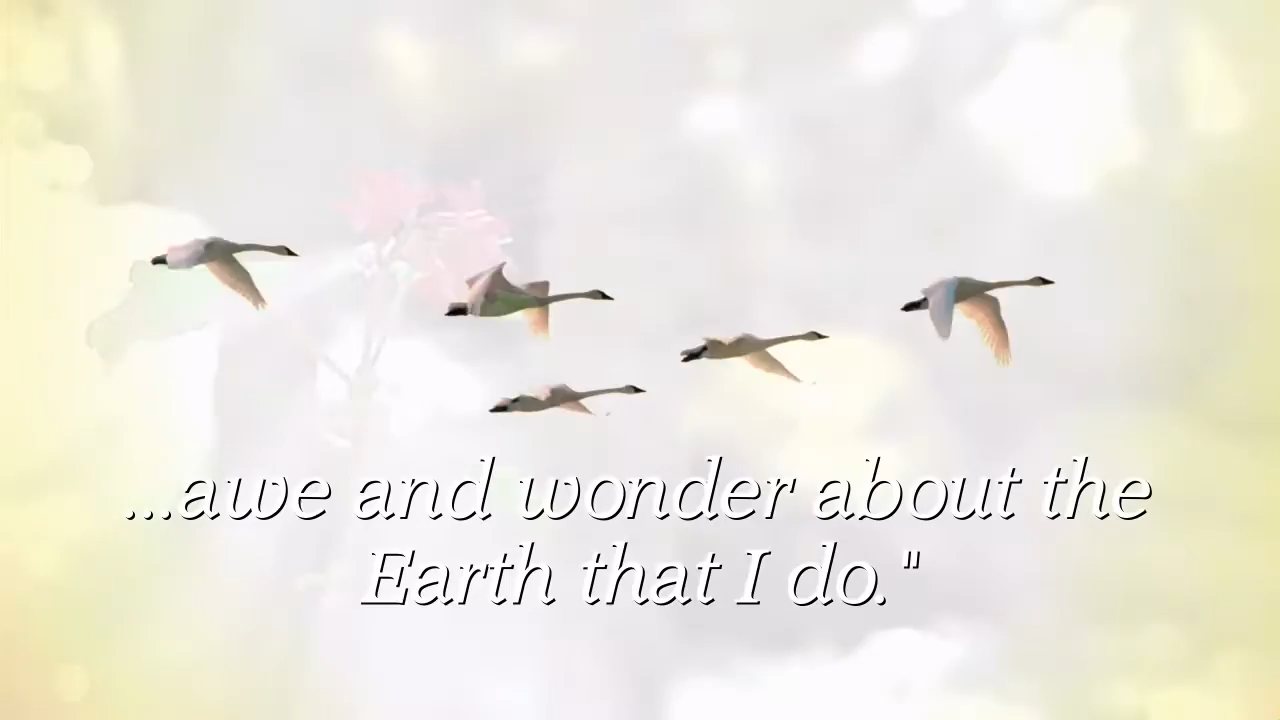 ...awe and wonder about the
Earth that I do."